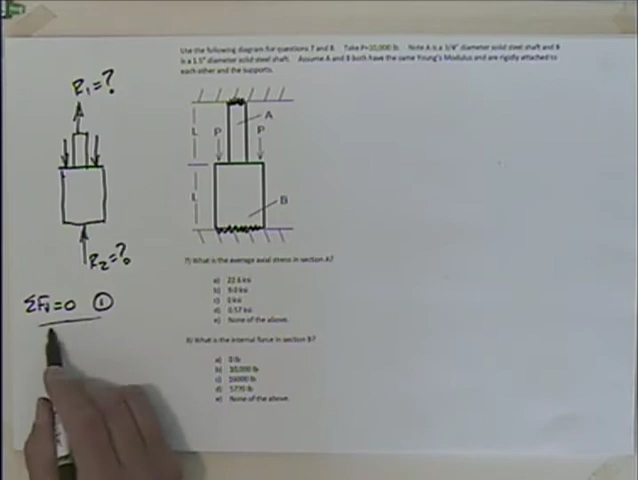 Use the following diagram for questions 7 and 8. Take P=10,000 lb. Note A is a 3/4" diameter solid steel shaft and B
is a 1.5" diameter solid steel shaft. Assume A and B both have the same Young's Modulus and are rigidly attached to
each other and the supports.
R₁=?
A
L P P
L
B
R₂=?
ΣFy=0 ①
7) What is the average axial stress in section A?
a) 22.6 ksi
b) 9.0 ksi
c) 0 ksi
d) 0.57 ksi
e) None of the above.
8) What is the internal force in section B?
a) 0 lb
b) 10,000 lb
c) 16000 lb
d) 5770 lb
e) None of the above.